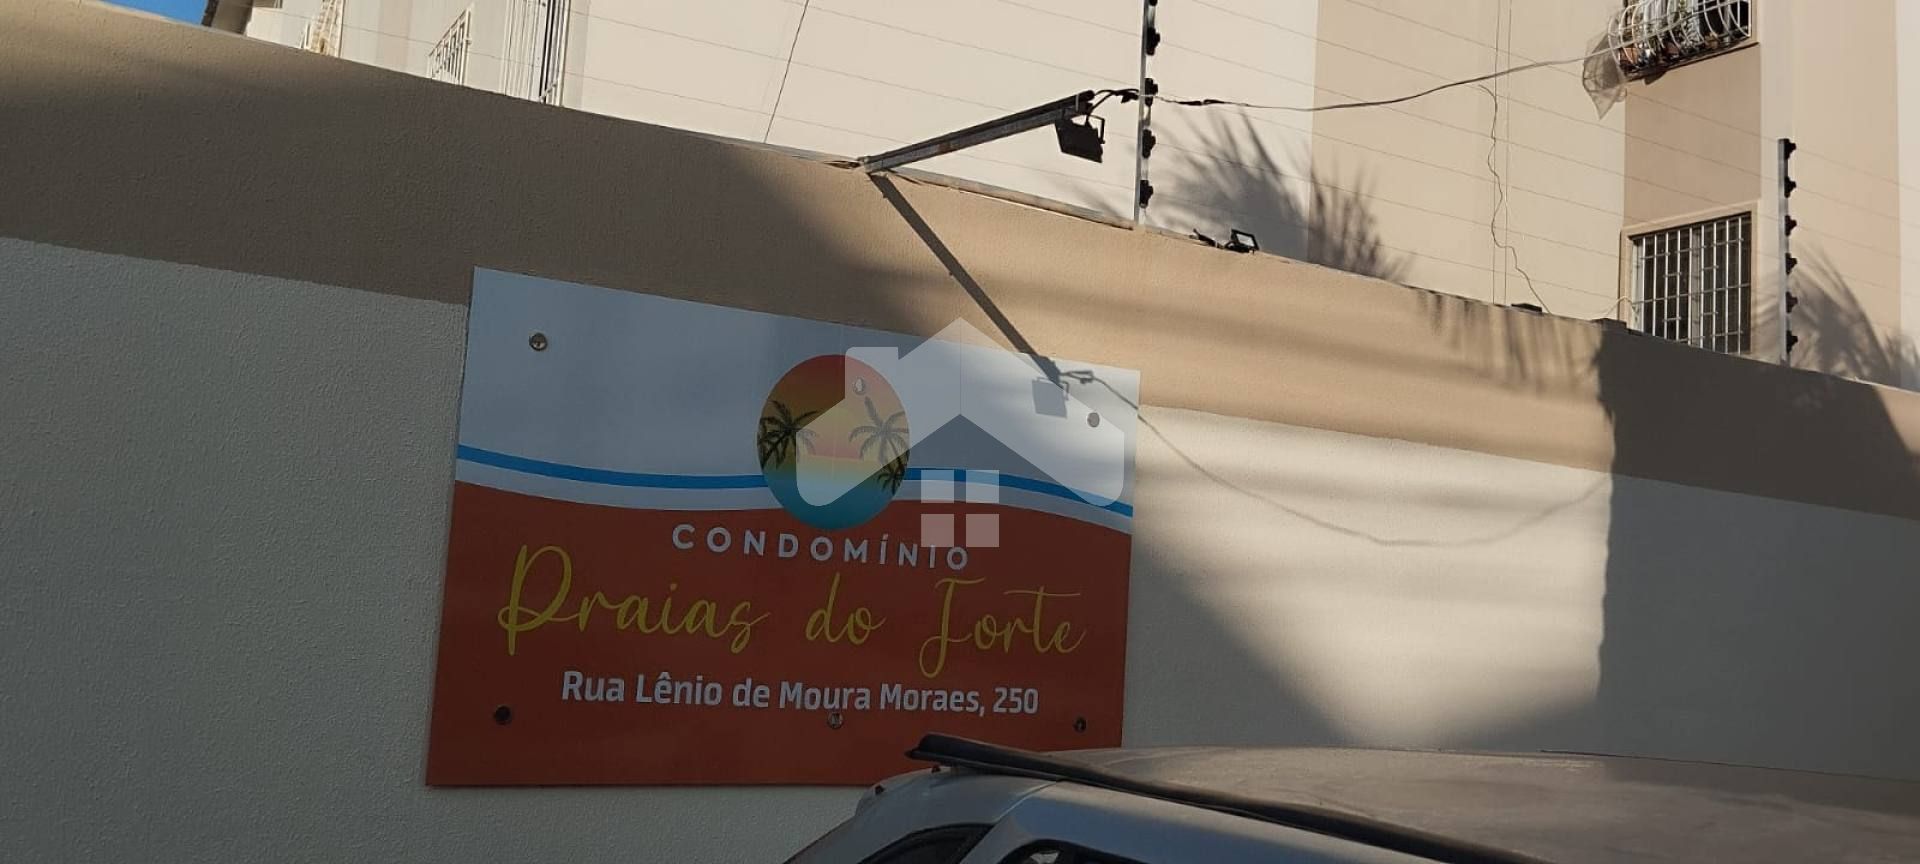 CONDOMÍNIO
Praias do Forte
Rua Lênio de Moura Moraes, 250